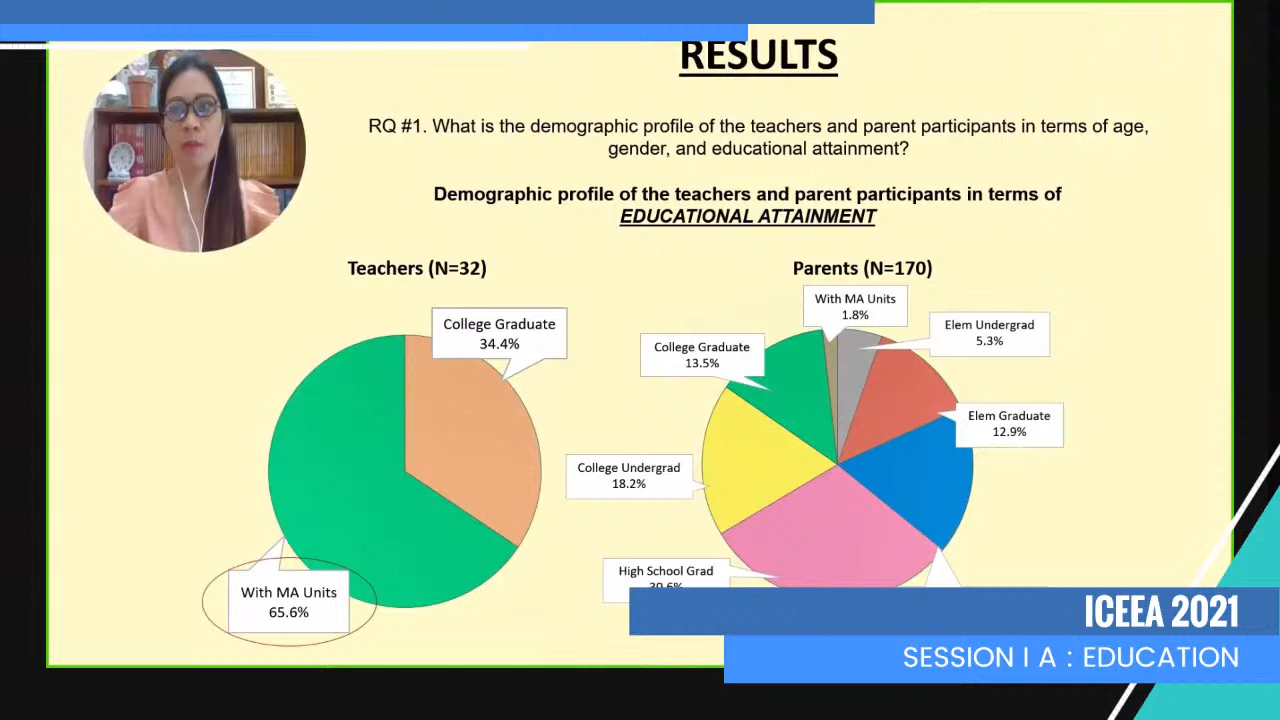 RESULTS
RQ #1. What is the demographic profile of the teachers and parent participants in terms of age,
gender, and educational attainment?
Demographic profile of the teachers and parent participants in terms of
EDUCATIONAL ATTAINMENT
Teachers (N=32)
College Graduate
34.4%
With MA Units
65.6%
Parents (N=170)
With MA Units
1.8%
Elem Undergrad
5.3%
College Graduate
13.5%
Elem Graduate
12.9%
College Undergrad
18.2%
High School Grad
30.6%
ICEEA 2021
SESSION I A : EDUCATION